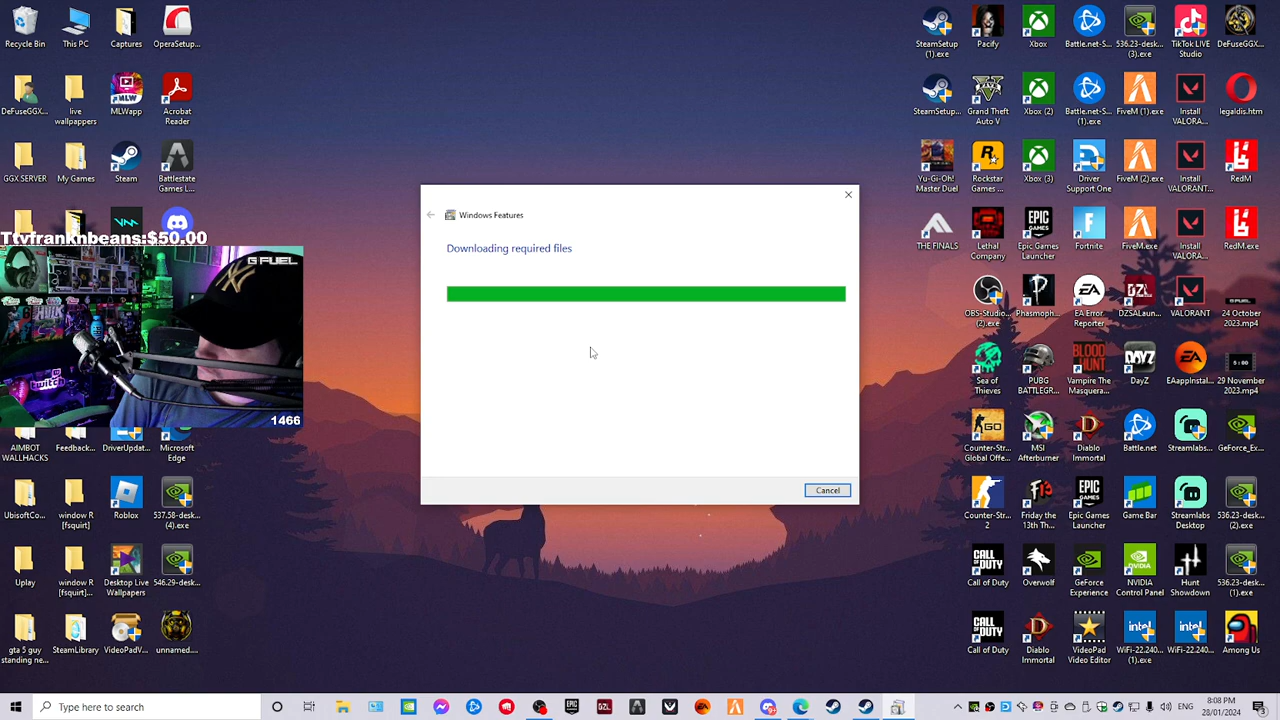 Recycle Bin
This PC
Captures
OperaSetup...
DeFuseGGX...
live
wallpappers
MLWapp
Acrobat
Reader
GGX SERVER
My Games
Steam
Battlestate
Games L...
Ttvfranknbeans:$50.00
G FUEL
twitch
1466
AIMBOT
WALLHACKS
Feedback...
DriverUpdat...
Microsoft
Edge
UbisoftCo...
window R
[fsquirt]
Roblox
537.58-desk...
(4).exe
Uplay
window R
[fsquirt]
Desktop Live
Wallpapers
546.29-desk...
gta 5 guy
standing ne...
SteamLibrary
VideoPadV...
unnamed....
Windows Features
Downloading required files
Cancel
SteamSetup
(1).exe
Pacify
Xbox
Battle.net-S...
536.23-desk...
(3).exe
TikTok LIVE
Studio
DeFuseGGX...
SteamSetup...
Grand Theft
Auto V
Xbox (2)
Battle.net-S...
(1).exe
FiveM (1).exe
Install
VALORA...
legaldis.htm
Yu-Gi-Oh!
Master Duel
Rockstar
Games ...
Xbox (3)
Driver
Support One
FiveM (2).exe
Install
VALORANT...
RedM
THE FINALS
Lethal
Company
Epic Games
Launcher
Fortnite
FiveM.exe
Install
VALORA...
RedM.exe
OBS-Studio...
(2).exe
Phasmoph...
EA Error
Reporter
DZSALaun...
VALORANT
24 October
2023.mp4
Sea of
Thieves
PUBG
BATTLEGR...
Vampire The
Masquera...
DayZ
EAappInstal...
29 November
2023.mp4
Counter-Str...
Global Offe...
MSI
Afterburner
Diablo
Immortal
Battle.net
Streamlabs...
GeForce_Ex...
Counter-Str...
2
Friday the
13th Th...
Epic Games
Launcher
Game Bar
Streamlabs
Desktop
536.23-desk...
(2).exe
Call of Duty
Overwolf
GeForce
Experience
NVIDIA
Control Panel
Hunt
Showdown
536.23-desk...
(1).exe
Call of Duty
Diablo
Immortal
VideoPad
Video Editor
WiFi-22.240...
(1).exe
WiFi-22.240...
Among Us
Type here to search
ENG
8:08 PM
28/01/2024